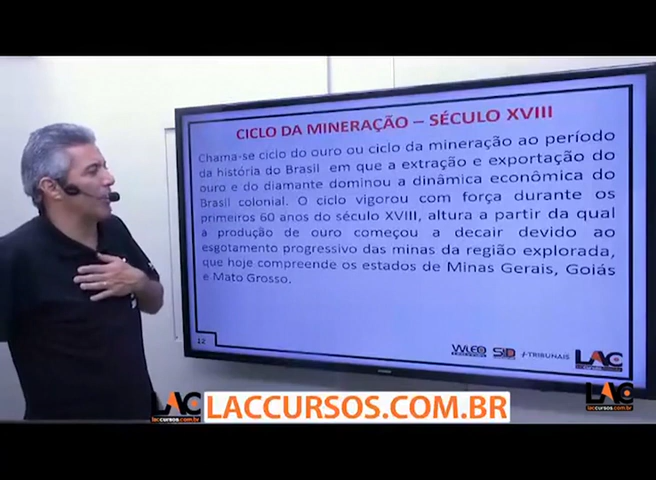 CICLO DA MINERAÇÃO – SÉCULO XVIII
Chama-se ciclo do ouro ou ciclo da mineração ao período
da história do Brasil em que a extração e exportação do
ouro e do diamante dominou a dinâmica econômica do
Brasil colonial. O ciclo vigorou com força durante os
primeiros 60 anos do século XVIII, altura a partir da qual
a produção de ouro começou a decair devido ao
esgotamento progressivo das minas da região explorada,
que hoje compreende os estados de Minas Gerais, Goiás
e Mato Grosso.
12
+TRIBUNAIS
LAC
LAC
laccursos.com.br
LACCURSOS.COM.BR
LAC
laccursos.com.br